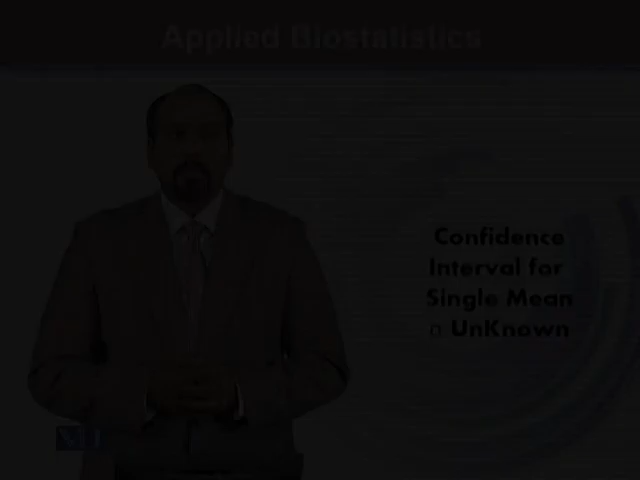 Applied Biostatistics
Confidence
Interval for
Single Mean
UnKnown